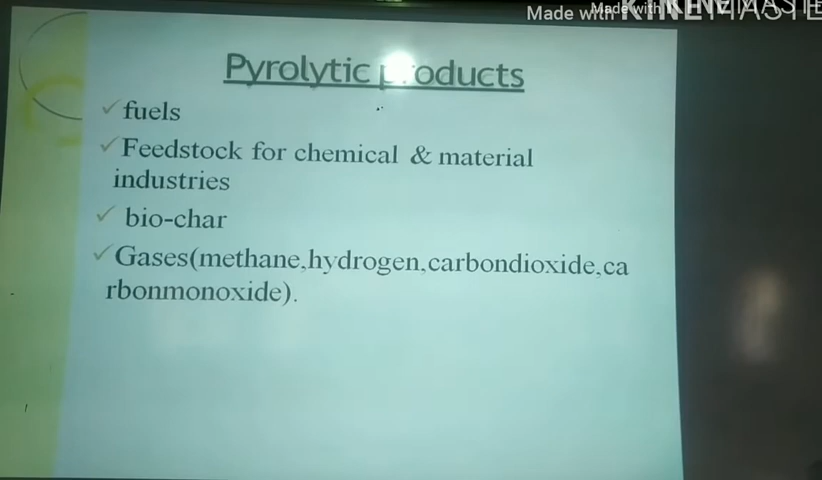 Made with KINEMASTER
Pyrolytic products
fuels
Feedstock for chemical & material
industries
bio-char
Gases(methane,hydrogen,carbondioxide,ca
rbonmonoxide).